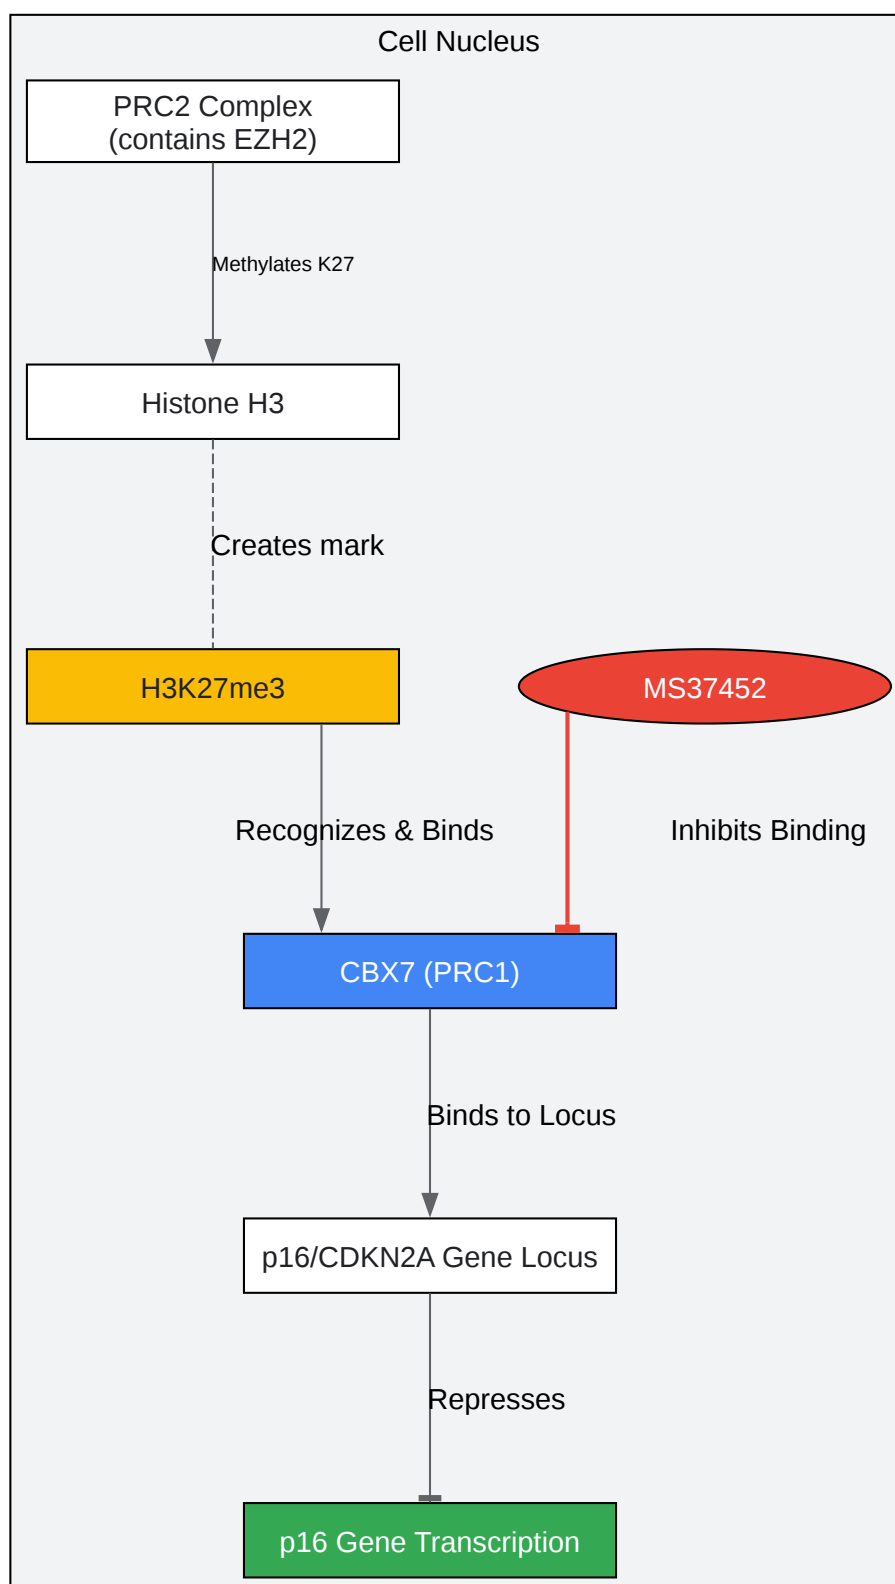 Cell Nucleus
PRC2 Complex
(contains EZH2)
Methylates K27
Histone H3
Creates mark
H3K27me3
MS37452
Recognizes & Binds
Inhibits Binding
CBX7 (PRC1)
Binds to Locus
p16/CDKN2A Gene Locus
Represses
p16 Gene Transcription